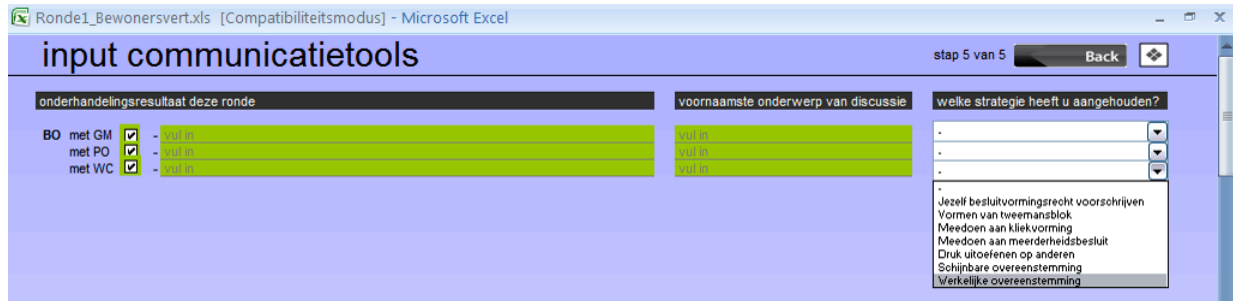 Ronde1_Bewonersvert.xls [Compatibiliteitsmodus] - Microsoft Excel
input communicatietools
stap 5 van 5 Back
onderhandelingsresultaat deze ronde voornaamste onderwerp van discussie welke strategie heeft u aangehouden?
BO met GM - vul in vul in -
met PO - vul in vul in -
met WC - vul in vul in -
-
Jezelf besluitvormingsrecht voorschrijven
Vormen van tweemansblok
Meedoen aan kliekvorming
Meedoen aan meerderheidsbesluit
Druk uitoefenen op anderen
Schijnbare overeenstemming
Werkelijke overeenstemming